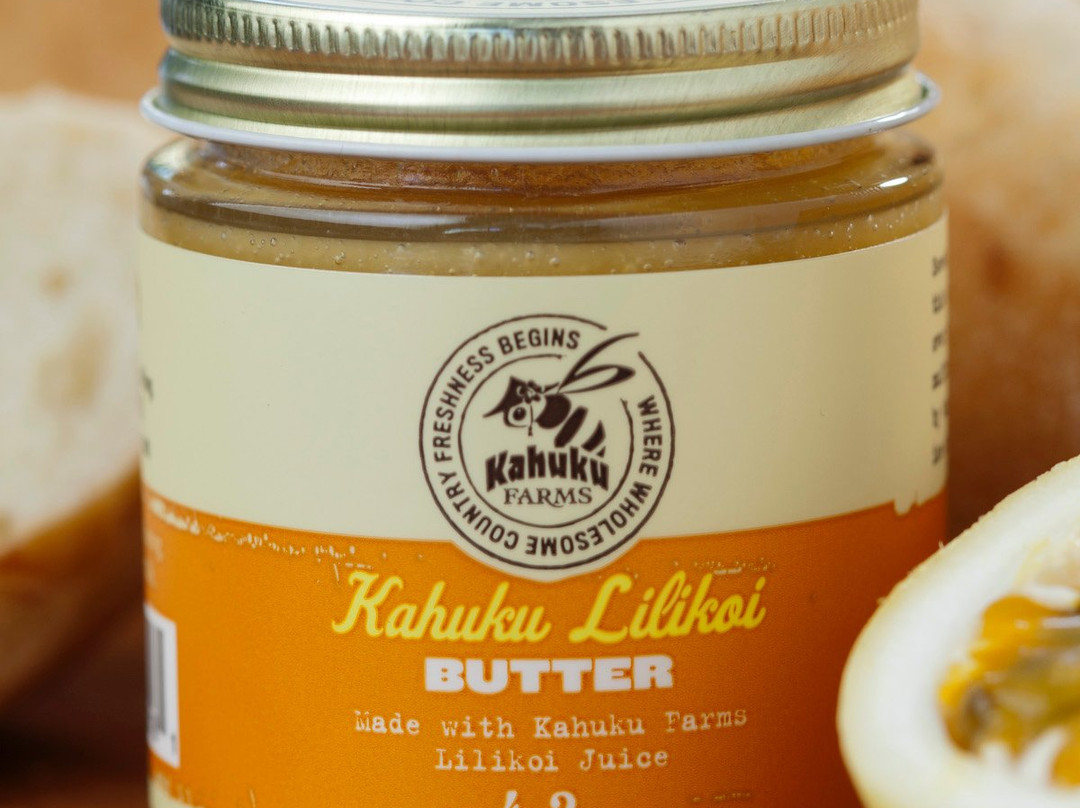 WHERE WHOLESOME COUNTRY FRESHNESS BEGINS
Kahuku
FARMS
Kahuku Lilikoi
BUTTER
Made with Kahuku Farms
Lilikoi Juice